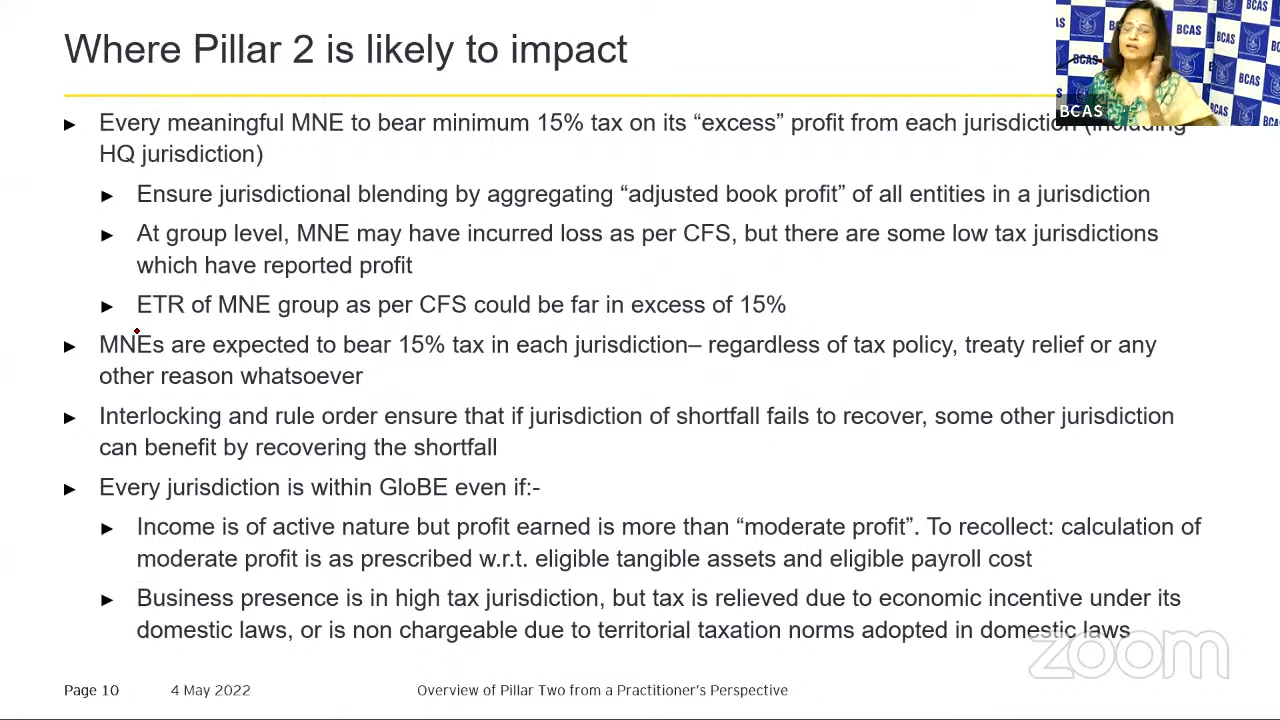 Where Pillar 2 is likely to impact
BCAS
BCAS
BCAS
BCAS
BCAS
BCAS
► Every meaningful MNE to bear minimum 15% tax on its “excess” profit from each jurisdiction (including
HQ jurisdiction)
► Ensure jurisdictional blending by aggregating “adjusted book profit” of all entities in a jurisdiction
► At group level, MNE may have incurred loss as per CFS, but there are some low tax jurisdictions
which have reported profit
► ETR of MNE group as per CFS could be far in excess of 15%
► MNEs are expected to bear 15% tax in each jurisdiction– regardless of tax policy, treaty relief or any
other reason whatsoever
► Interlocking and rule order ensure that if jurisdiction of shortfall fails to recover, some other jurisdiction
can benefit by recovering the shortfall
► Every jurisdiction is within GloBE even if:-
► Income is of active nature but profit earned is more than “moderate profit”. To recollect: calculation of
moderate profit is as prescribed w.r.t. eligible tangible assets and eligible payroll cost
► Business presence is in high tax jurisdiction, but tax is relieved due to economic incentive under its
domestic laws, or is non chargeable due to territorial taxation norms adopted in domestic laws
zoom
Page 10 4 May 2022 Overview of Pillar Two from a Practitioner's Perspective